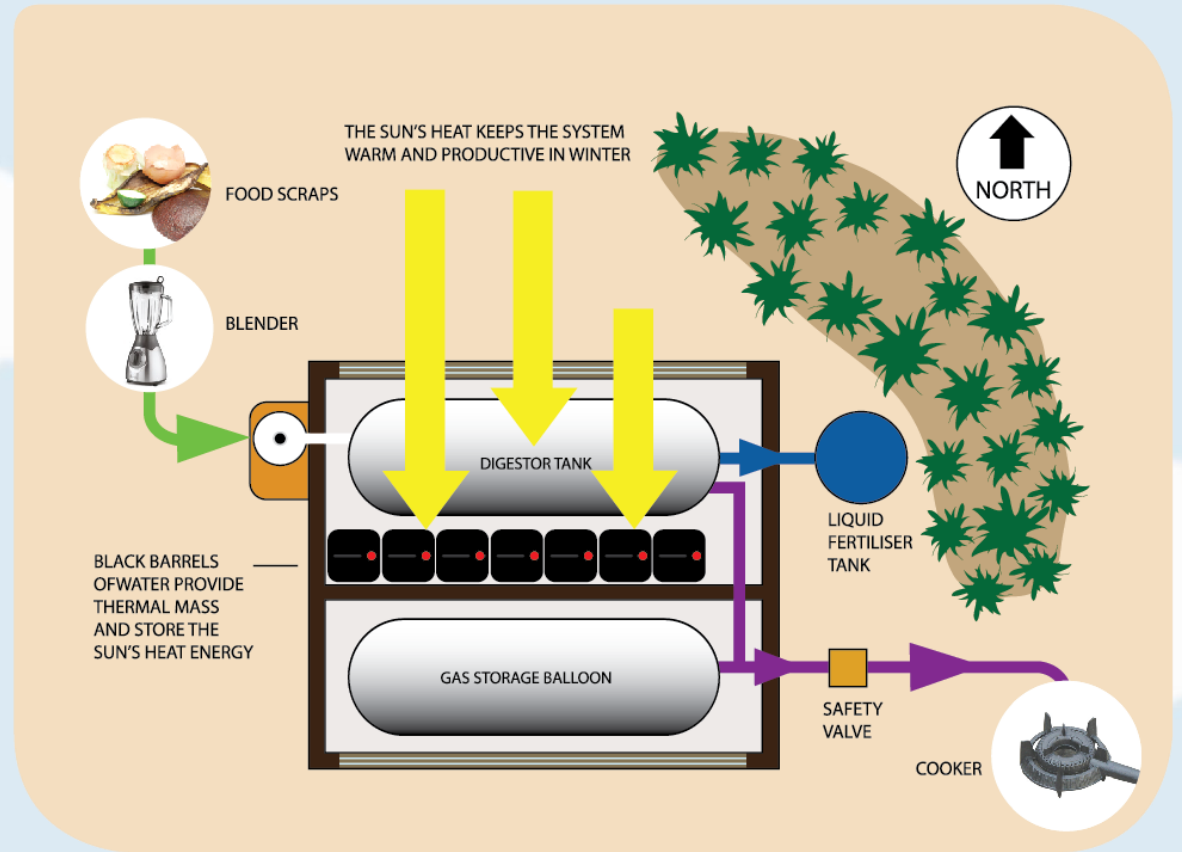 THE SUN'S HEAT KEEPS THE SYSTEM
WARM AND PRODUCTIVE IN WINTER
NORTH
FOOD SCRAPS
BLENDER
DIGESTOR TANK
LIQUID
FERTILISER
TANK
BLACK BARRELS
OFWATER PROVIDE
THERMAL MASS
AND STORE THE
SUN'S HEAT ENERGY
GAS STORAGE BALLOON
SAFETY
VALVE
COOKER